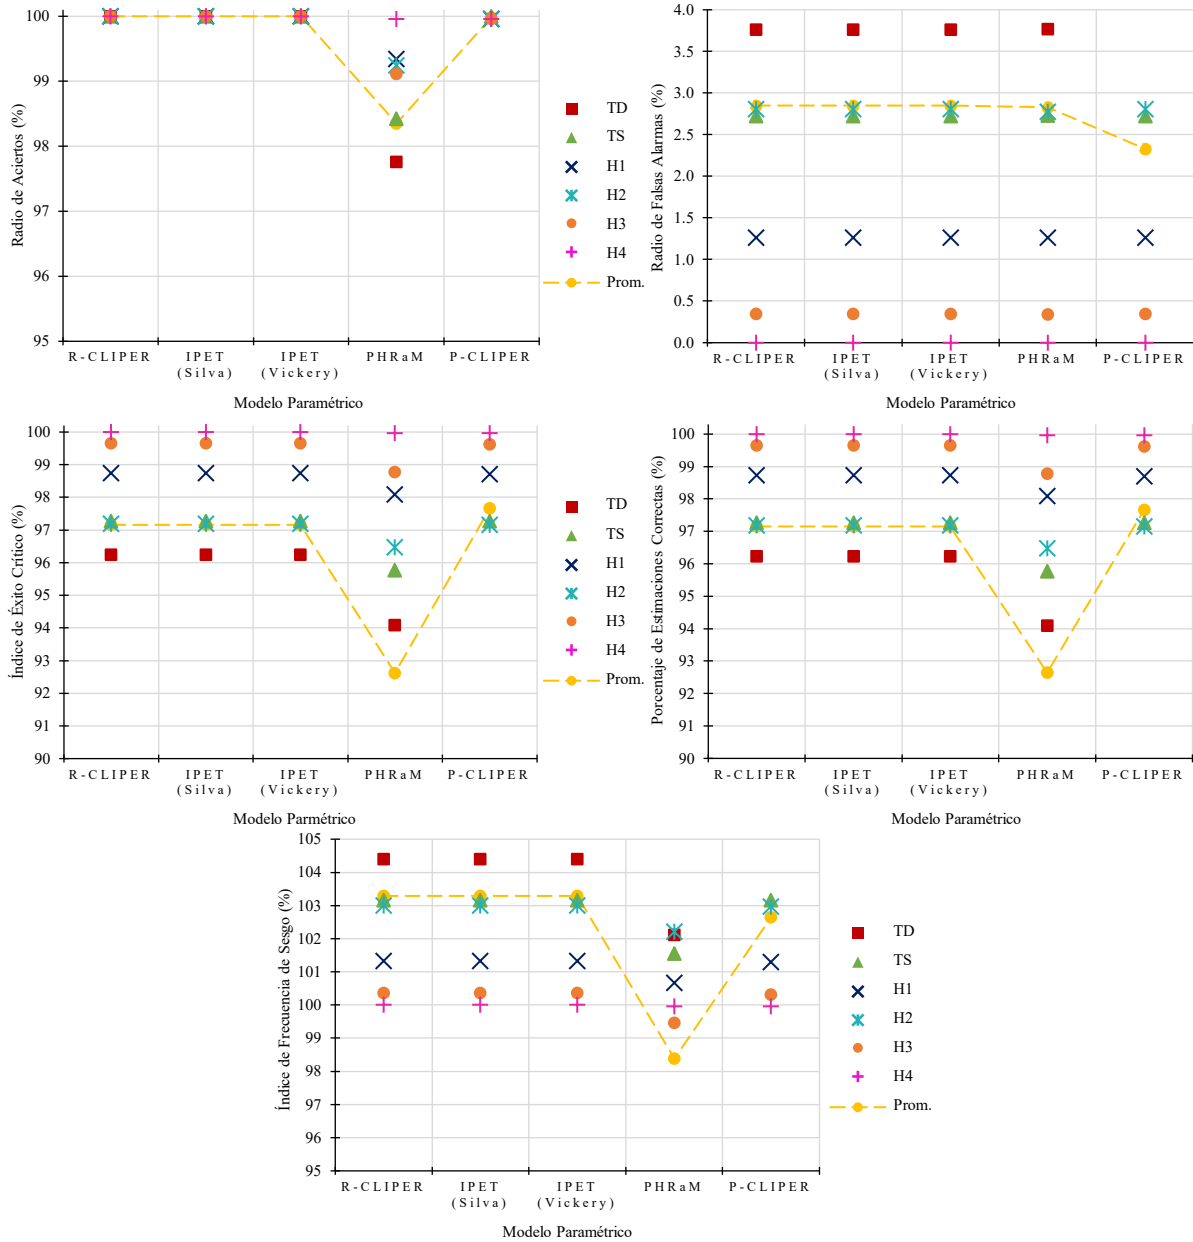 Radio de Aciertos (%)
100
99
98
97
96
95
R-CLIPER
IPET
(Silva)
IPET
(Vickery)
PHRaM
P-CLIPER
Modelo Paramétrico
TD
TS
H1
H2
H3
H4
Prom.
Radio de Falsas Alarmas (%)
4.0
3.5
3.0
2.5
2.0
1.5
1.0
0.5
0.0
R-CLIPER
IPET
(Silva)
IPET
(Vickery)
PHRaM
P-CLIPER
Modelo Paramétrico
Índice de Éxito Crítico (%)
100
99
98
97
96
95
94
93
92
91
90
R-CLIPER
IPET
(Silva)
IPET
(Vickery)
PHRaM
P-CLIPER
Modelo Parmétrico
TD
TS
H1
H2
H3
H4
Prom.
Porcentaje de Estimaciones Correctas (%)
100
99
98
97
96
95
94
93
92
91
90
R-CLIPER
IPET
(Silva)
IPET
(Vickery)
PHRaM
P-CLIPER
Modelo Paramétrico
Índice de Frecuencia de Sesgo (%)
105
104
103
102
101
100
99
98
97
96
95
R-CLIPER
IPET
(Silva)
IPET
(Vickery)
PHRaM
P-CLIPER
Modelo Paramétrico
TD
TS
H1
H2
H3
H4
Prom.